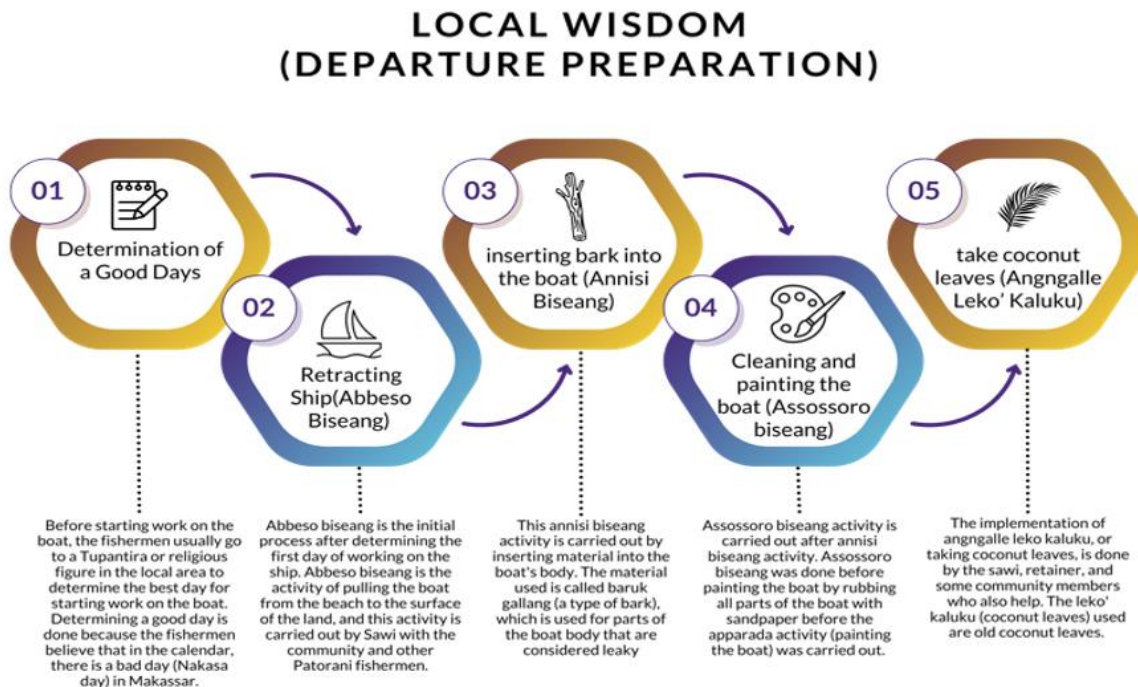 LOCAL WISDOM
(DEPARTURE PREPARATION)
01
Determination of
a Good Days
02
Retracting
Ship(Abbeso
Biseang)
03
inserting bark into
the boat (Annisi
Biseang)
04
Cleaning and
painting the
boat (Assossoro
biseang)
05
take coconut
leaves (Angngalle
Leko' Kaluku)
Before starting work on the
boat, the fishermen usually go
to a Tupantira or religious
figure in the local area to
determine the best day for
starting work on the boat.
Determining a good day is
done because the fishermen
believe that in the calendar,
there is a bad day (Nakasa
day) in Makassar.
Abbeso biseang is the initial
process after determining the
first day of working on the
ship. Abbeso biseang is the
activity of pulling the boat
from the beach to the surface
of the land, and this activity is
carried out by Sawi with the
community and other
Patorani fishermen.
This annisi biseang
activity is carried out by
inserting material into the
boat's body. The material
used is called baruk
gallang (a type of bark),
which is used for parts of
the boat body that are
considered leaky
Assossoro biseang activity is
carried out after annisi
biseang activity. Assossoro
biseang was done before
painting the boat by rubbing
all parts of the boat with
sandpaper before the
apparada activity (painting
the boat) was carried out.
The implementation of
angngalle leko kaluku, or
taking coconut leaves, is done
by the sawi, retainer, and
some community members
who also help. The leko'
kaluku (coconut leaves) used
are old coconut leaves.